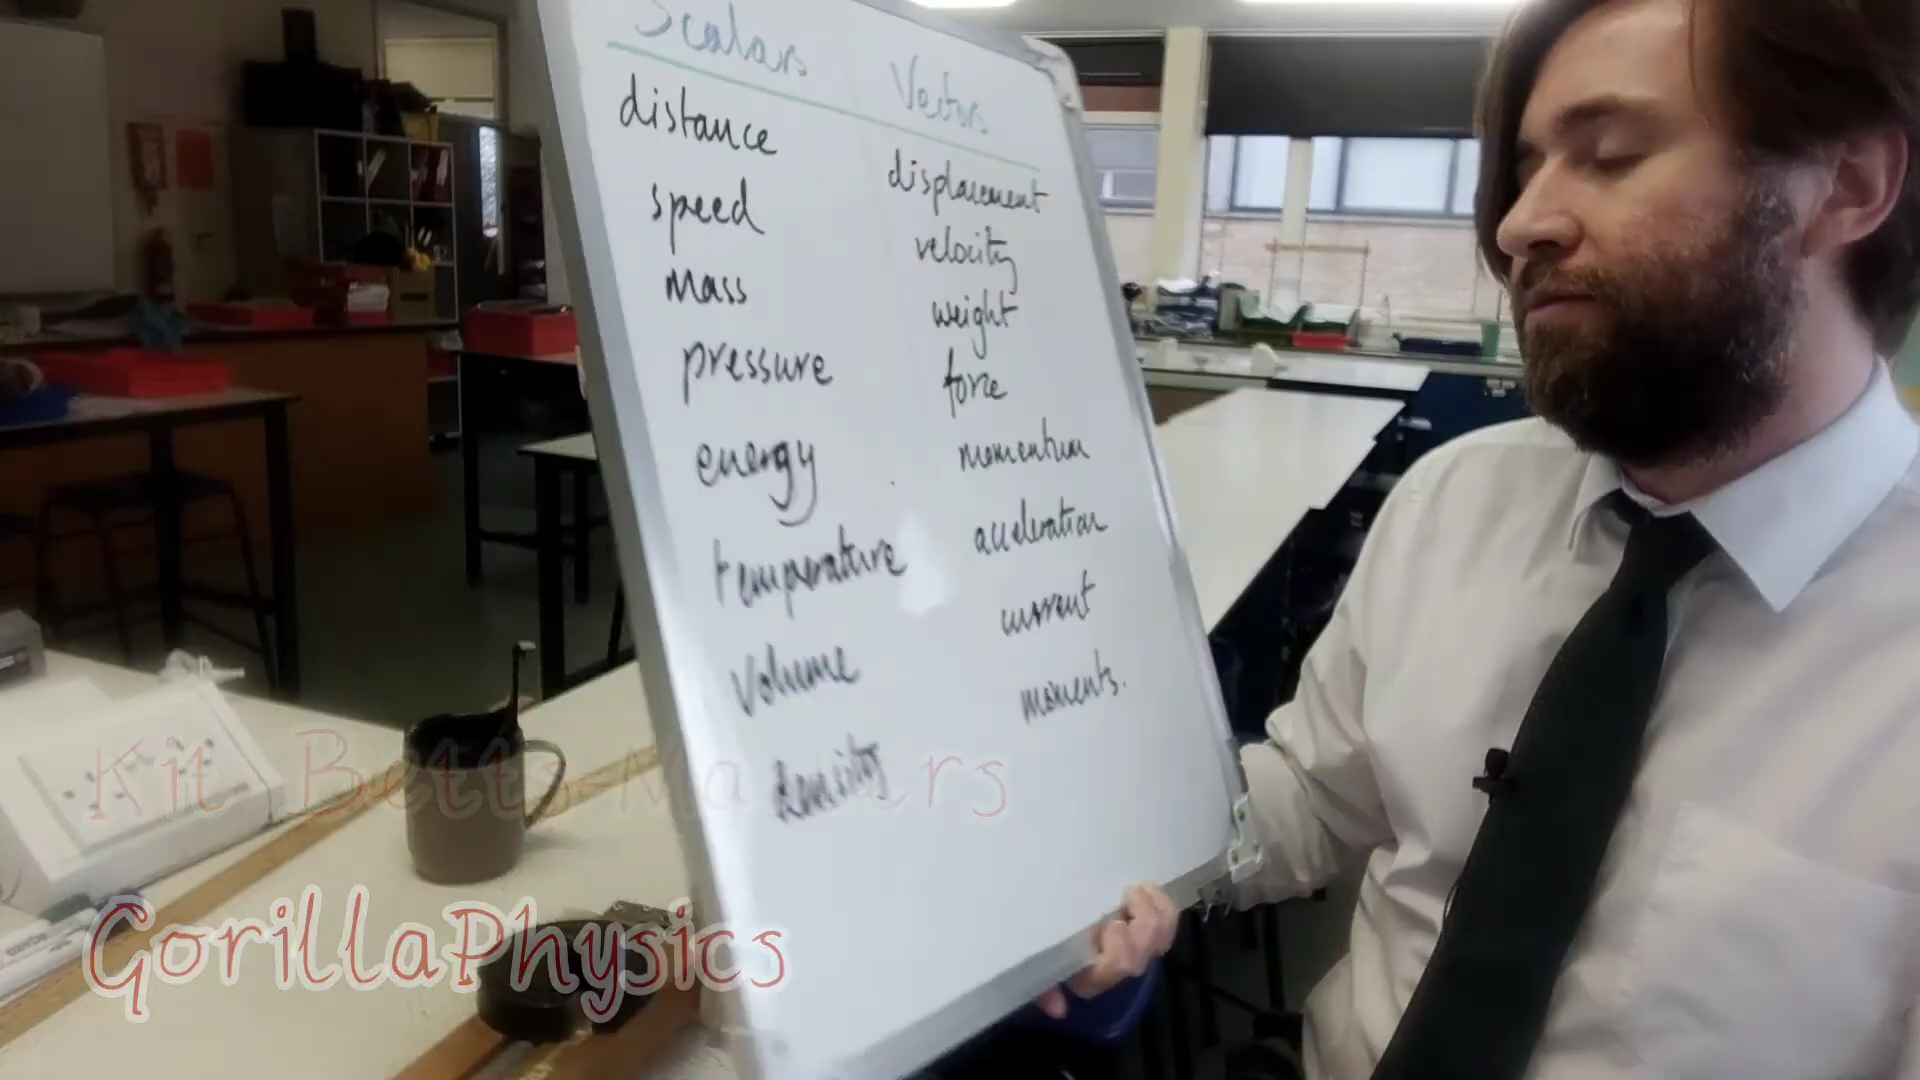 Scalars
Vectors
distance
speed
mass
pressure
energy
temperature
volume
density
displacement
velocity
weight
force
momentum
acceleration
current
moments.
Kit Betts-Masters
GorillaPhysics